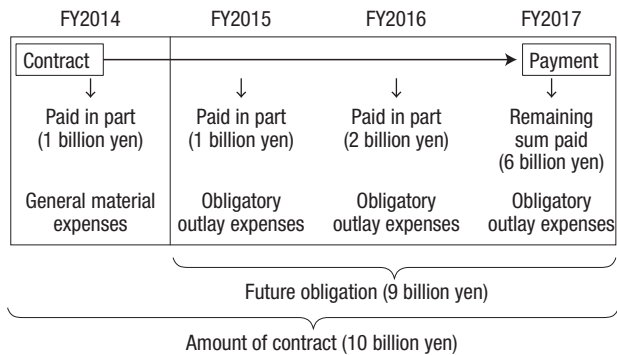 FY2014 FY2015 FY2016 FY2017
Contract Payment
Paid in part Paid in part Paid in part Remaining
(1 billion yen) (1 billion yen) (2 billion yen) sum paid
(6 billion yen)
General material Obligatory Obligatory Obligatory
expenses outlay expenses outlay expenses outlay expenses
Future obligation (9 billion yen)
Amount of contract (10 billion yen)